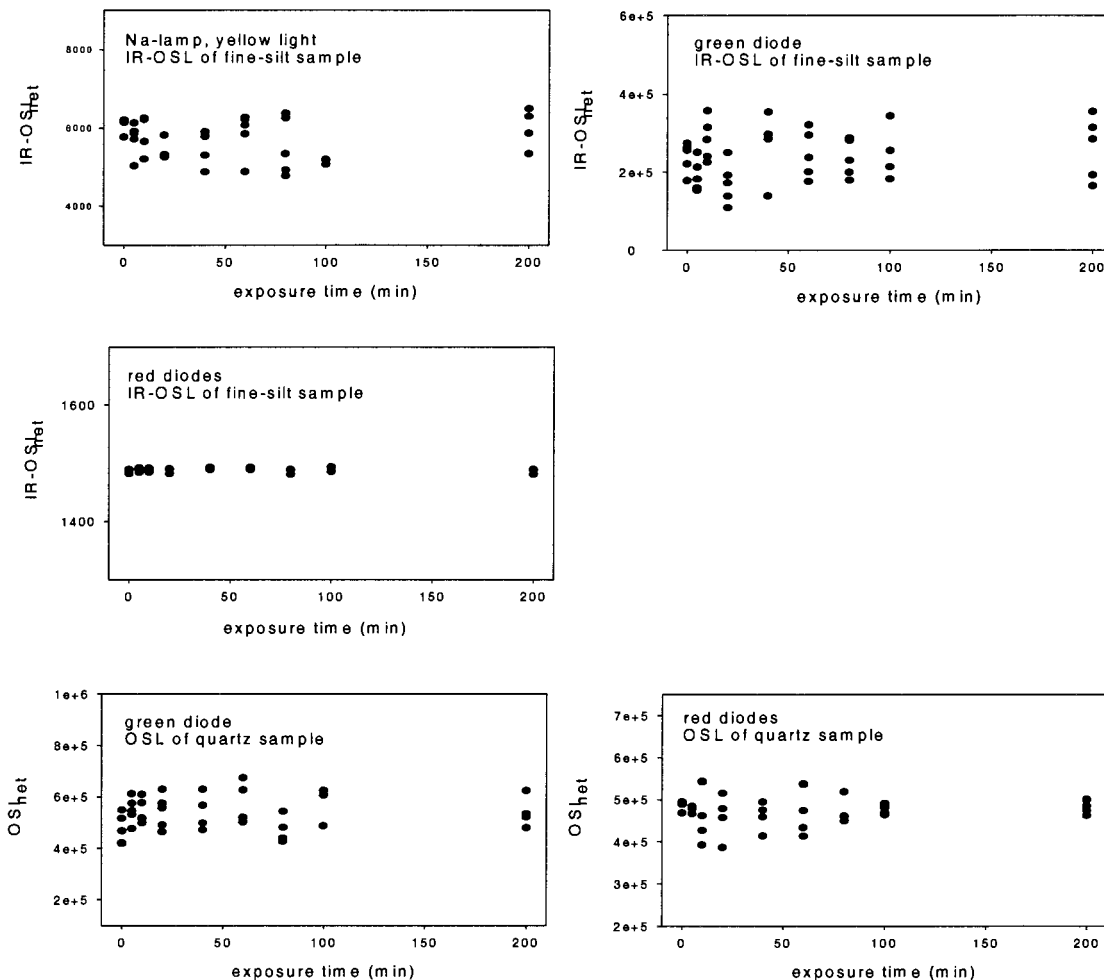 Na-lamp, yellow light
IR-OSL of fine-silt sample
8000
6000
4000
IR-OSLnet
0 50 100 150 200
exposure time (min)
green diode
IR-OSL of fine-silt sample
6e+5
4e+5
2e+5
0
IR-OSLnet
0 50 100 150 200
exposure time (min)
red diodes
IR-OSL of fine-silt sample
1600
1400
IR-OSLnet
0 50 100 150 200
exposure time (min)
green diode
OSL of quartz sample
1e+6
8e+5
6e+5
4e+5
2e+5
OSLnet
0 50 100 150 200
exposure time (min)
red diodes
OSL of quartz sample
7e+5
6e+5
5e+5
4e+5
3e+5
2e+5
OSLnet
0 50 100 150 200
exposure time (min)